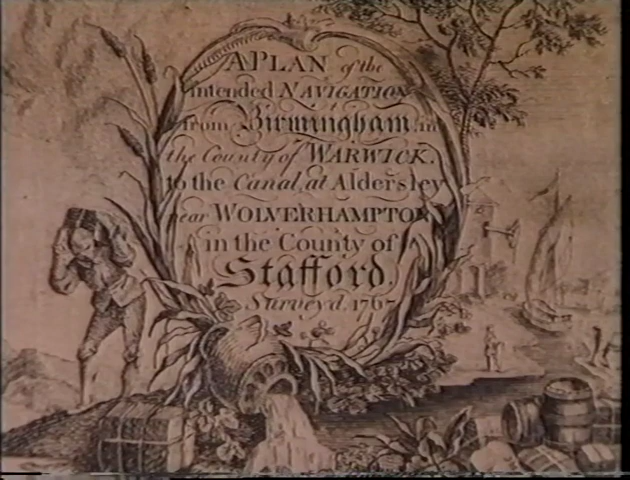 A PLAN of the
intended NAVIGATION
from Birmingham, in
the County of WARWICK.
to the Canal, at Aldersley
near WOLVERHAMPTON
in the County of
Stafford.
Survey'd, 1767